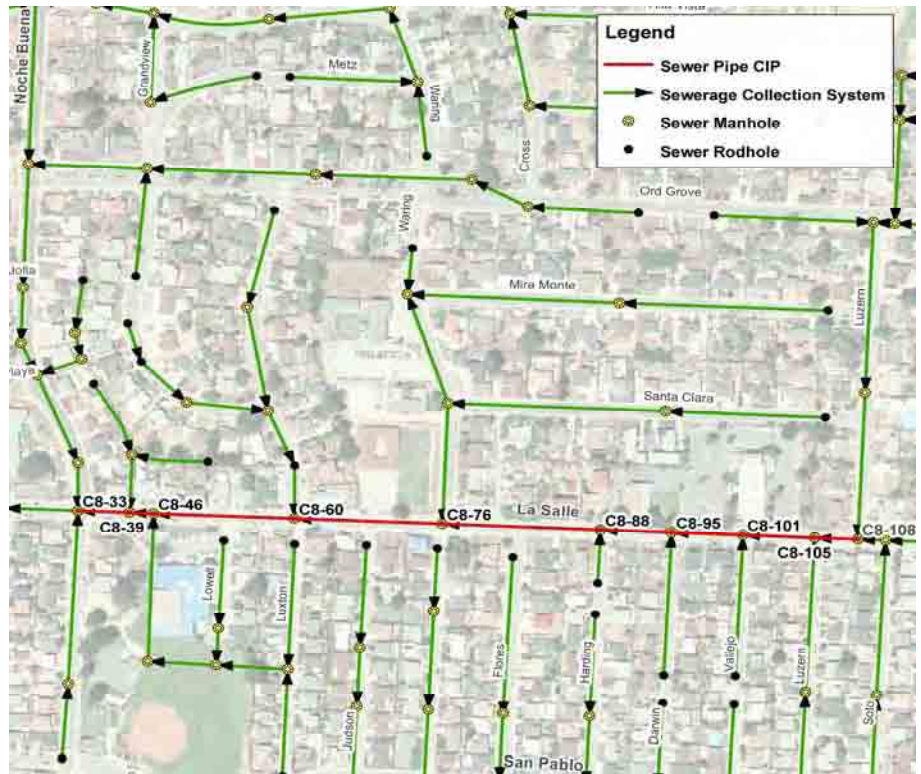 Noche Buena
Grandview
Metz
Waring
Cross
Legend
Sewer Pipe CIP
Sewerage Collection System
Sewer Manhole
Sewer Rodhole
Ord Grove
Waring
Mira Monte
Luzern
Santa Clara
C8-33
C8-46
C8-39
C8-60
C8-76
La Salle
C8-88
C8-95
C8-101
C8-105
C8-108
Lowell
Luxton
Judson
Flores
Harding
Darwin
Vallejo
Luzern
Soto
San Pablo